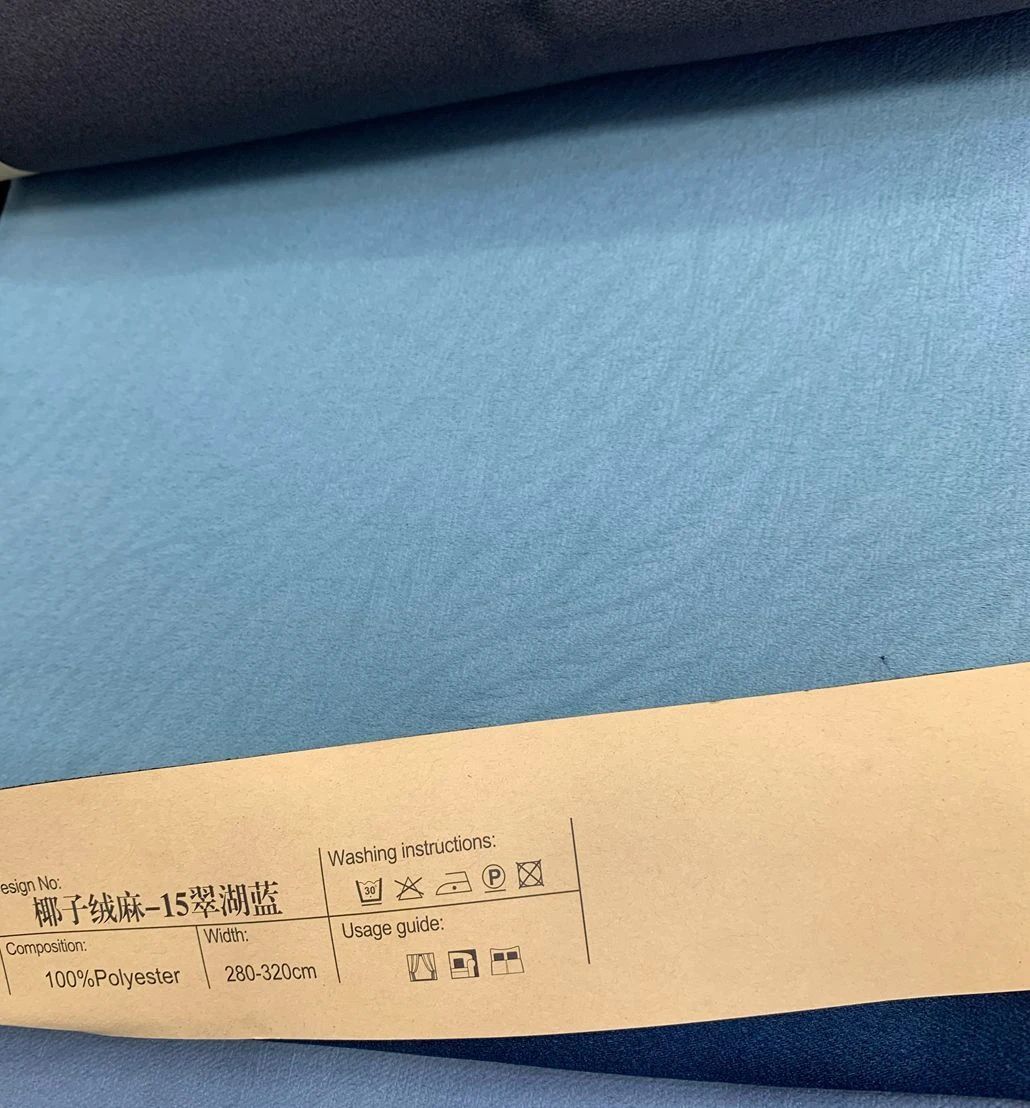 esign No:
椰子绒麻-15翠湖蓝
Composition:
100%Polyester
Width:
280-320cm
Washing instructions:
30°
P
Usage guide: